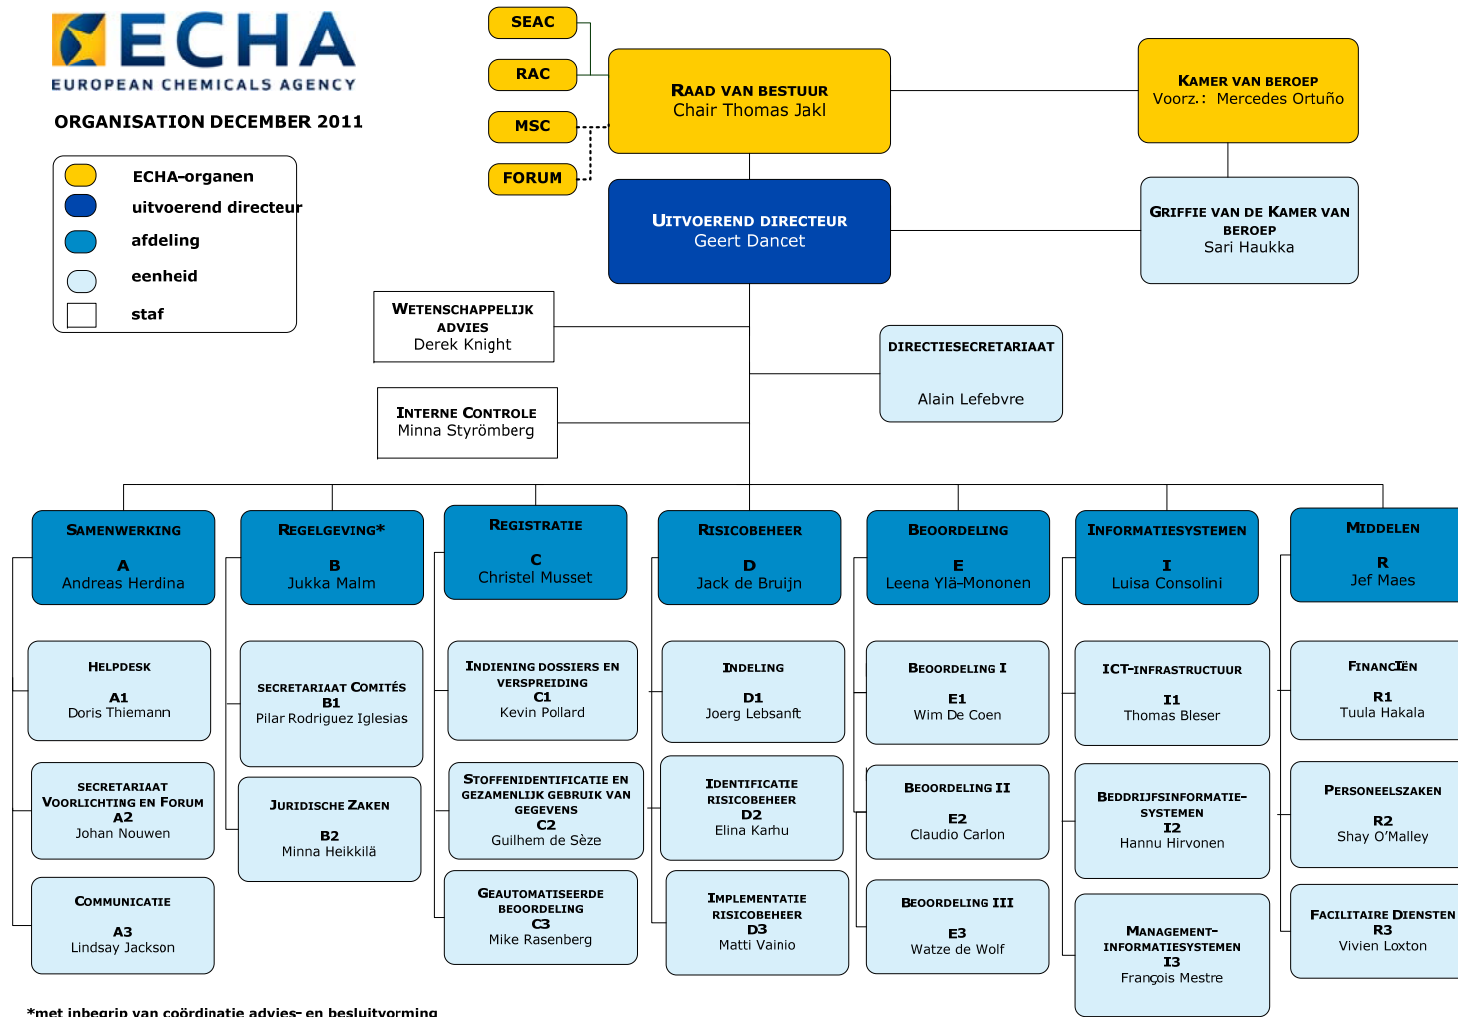 ECHA
EUROPEAN CHEMICALS AGENCY
ORGANISATION DECEMBER 2011
ECHA-organen
uitvoerend directeur
afdeling
eenheid
staf
SEAC
RAC
MSC
FORUM
RAAD VAN BESTUUR
Chair Thomas Jakl
KAMER VAN BEROEP
Voorz.: Mercedes Ortuño
UITVOEREND DIRECTEUR
Geert Dancet
GRIFFIE VAN DE KAMER VAN
BEROEP
Sari Haukka
WETENSCHAPPELIJK
ADVIES
Derek Knight
DIRECTIESECRETARIAAT
Alain Lefebvre
INTERNE CONTROLE
Minna Styrömberg
SAMENWERKING
A
Andreas Herdina
REGELGEVING*
B
Jukka Malm
REGISTRATIE
C
Christel Musset
RISICOBEHEER
D
Jack de Bruijn
BEOORDELING
E
Leena Ylä-Mononen
INFORMATIESYSTEMEN
I
Luisa Consolini
MIDDELEN
R
Jef Maes
HELPDESK
A1
Doris Thiemann
SECRETARIAAT COMITÉS
B1
Pilar Rodriguez Iglesias
INDIENING DOSSIERS EN
VERSPREIDING
C1
Kevin Pollard
INDELING
D1
Joerg Lebsanft
BEOORDELING I
E1
Wim De Coen
ICT-INFRASTRUCTUUR
I1
Thomas Bleser
FINANCIËN
R1
Tuula Hakala
SECRETARIAAT
VOORLICHTING EN FORUM
A2
Johan Nouwen
JURIDISCHE ZAKEN
B2
Minna Heikkilä
STOFFENIDENTIFICATIE EN
GEZAMENLIJK GEBRUIK VAN
GEGEVENS
C2
Guilhem de Sèze
IDENTIFICATIE
RISICOBEHEER
D2
Elina Karhu
BEOORDELING II
E2
Claudio Carlon
BEDDRIJFSINFORMATIE-
SYSTEMEN
I2
Hannu Hirvonen
PERSONEELSZAKEN
R2
Shay O'Malley
COMMUNICATIE
A3
Lindsay Jackson
GEAUTOMATISEERDE
BEOORDELING
C3
Mike Rasenberg
IMPLEMENTATIE
RISICOBEHEER
D3
Matti Vainio
BEOORDELING III
E3
Watze de Wolf
MANAGEMENT-
INFORMATIESYSTEMEN
I3
François Mestre
FACILITAIRE DIENSTEN
R3
Vivien Loxton
*met inbegrip van coördinatie advies- en besluitvorming